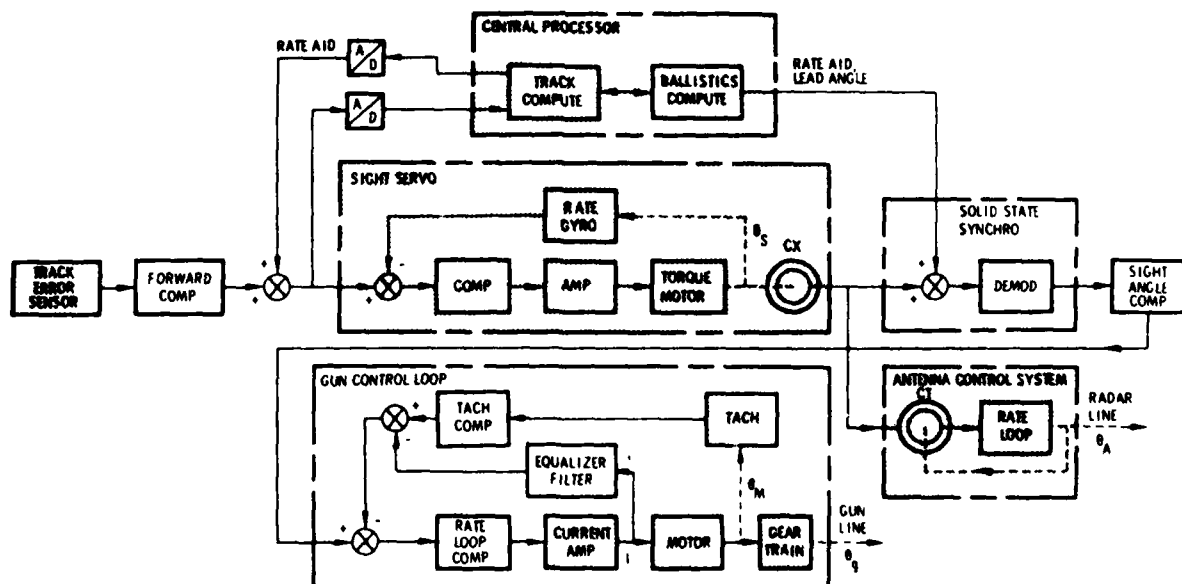 CENTRAL PROCESSOR
RATE AID
A
D
TRACK
COMPUTE
BALLISTICS
COMPUTE
RATE AID,
LEAD ANGLE
A
D
SIGHT SERVO
RATE
GYRO
θS
CX
SOLID STATE
SYNCHRO
TRACK
ERROR
SENSOR
FORWARD
COMP
+
+
-
+
COMP
AMP
TORQUE
MOTOR
+
+
DEMOD
SIGHT
ANGLE
COMP
GUN CONTROL LOOP
TACH
COMP
+
-
TACH
EQUALIZER
FILTER
θM
ANTENNA CONTROL SYSTEM
CT
RATE
LOOP
RADAR
LINE
θA
+
-
RATE
LOOP
COMP
CURRENT
AMP
MOTOR
GEAR
TRAIN
GUN
LINE
θg